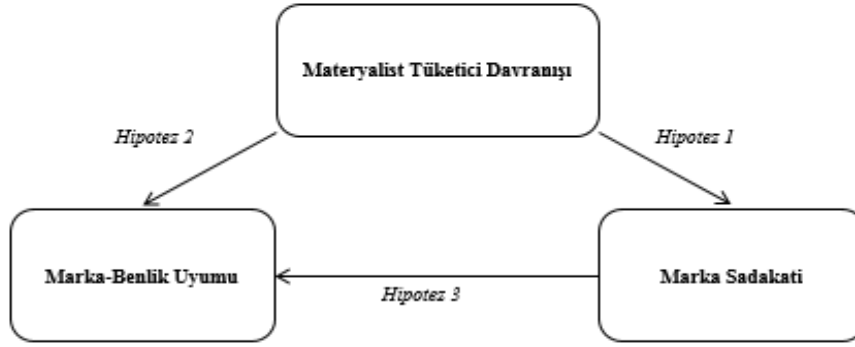 Materyalist Tüketici Davranışı
Hipotez 2
Hipotez 1
Marka-Benlik Uyumu
Marka Sadakati
Hipotez 3